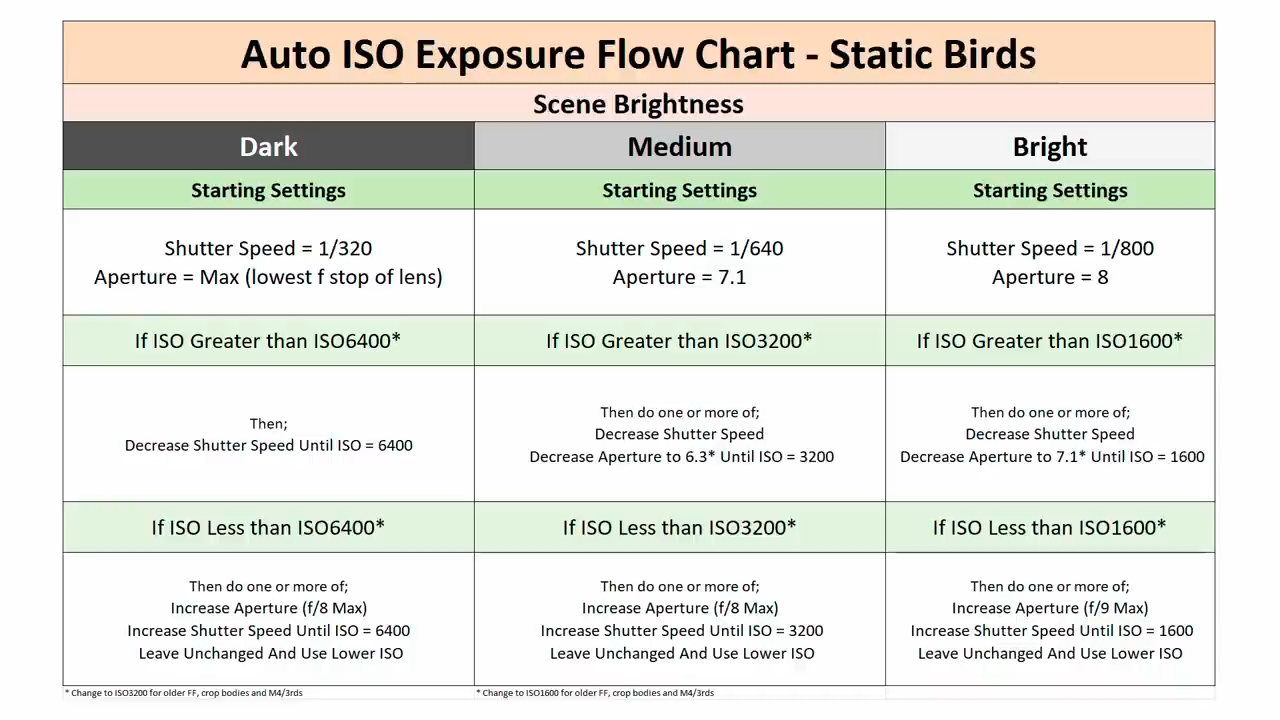 Auto ISO Exposure Flow Chart - Static Birds
Scene Brightness
Dark
Medium
Bright
Starting Settings
Starting Settings
Starting Settings
Shutter Speed = 1/320
Aperture = Max (lowest f stop of lens)
Shutter Speed = 1/640
Aperture = 7.1
Shutter Speed = 1/800
Aperture = 8
If ISO Greater than ISO6400*
If ISO Greater than ISO3200*
If ISO Greater than ISO1600*
Then;
Decrease Shutter Speed Until ISO = 6400
Then do one or more of;
Decrease Shutter Speed
Decrease Aperture to 6.3* Until ISO = 3200
Then do one or more of;
Decrease Shutter Speed
Decrease Aperture to 7.1* Until ISO = 1600
If ISO Less than ISO6400*
If ISO Less than ISO3200*
If ISO Less than ISO1600*
Then do one or more of;
Increase Aperture (f/8 Max)
Increase Shutter Speed Until ISO = 6400
Leave Unchanged And Use Lower ISO
Then do one or more of;
Increase Aperture (f/8 Max)
Increase Shutter Speed Until ISO = 3200
Leave Unchanged And Use Lower ISO
Then do one or more of;
Increase Aperture (f/9 Max)
Increase Shutter Speed Until ISO = 1600
Leave Unchanged And Use Lower ISO
* Change to ISO3200 for older FF, crop bodies and M4/3rds
* Change to ISO1600 for older FF, crop bodies and M4/3rds